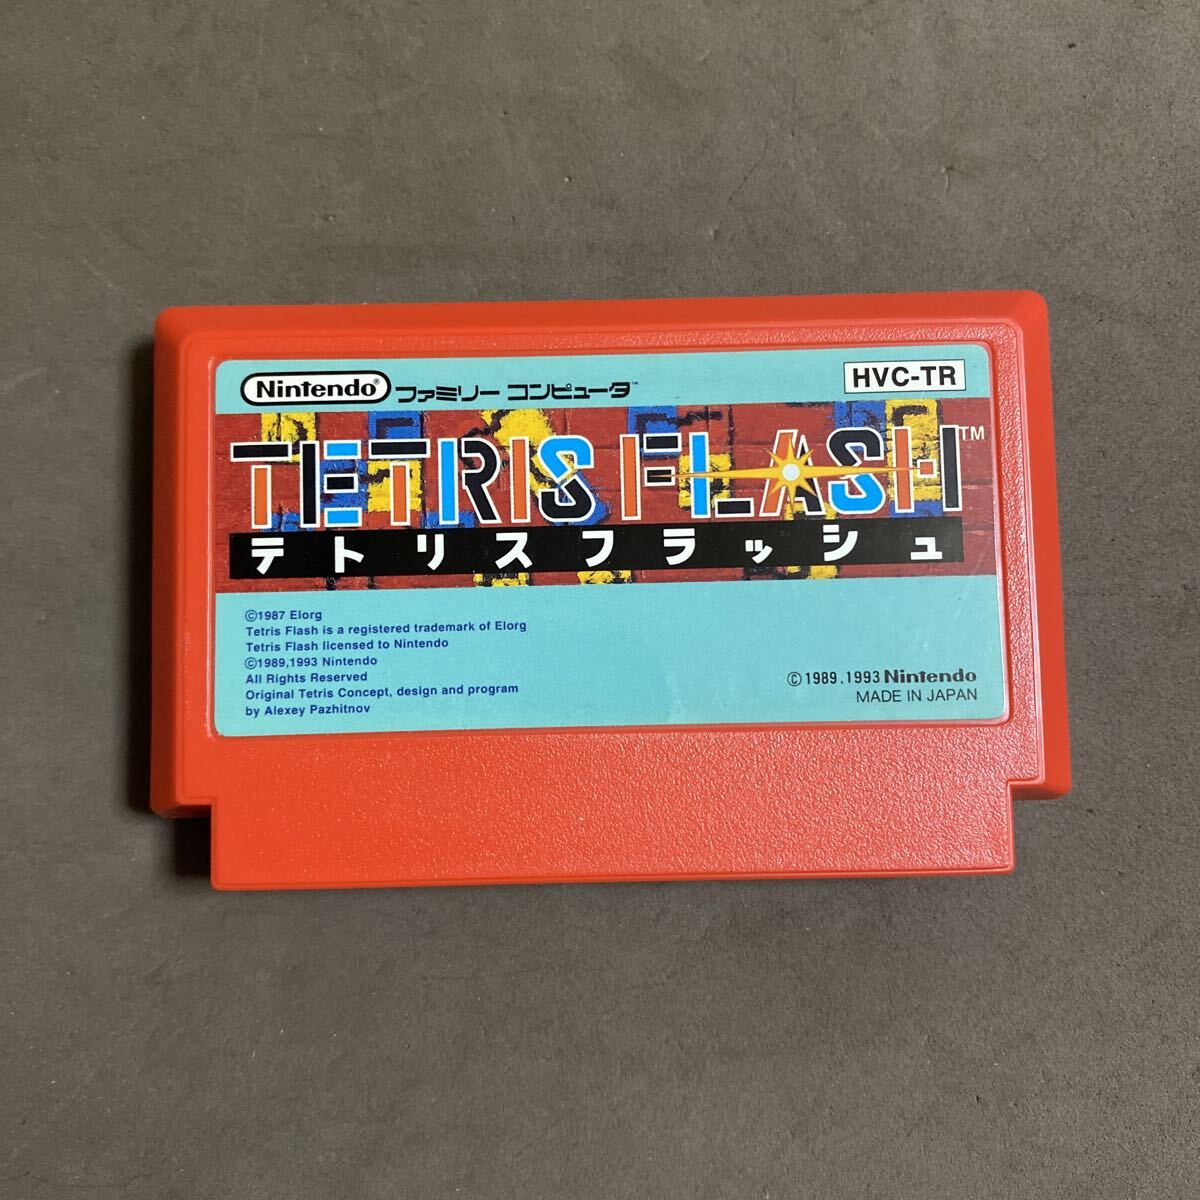 Nintendo® ファミリー コンピュータ™ HVC-TR
TETRIS FLASH™
テトリスフラッシュ
©1987 Elorg
Tetris Flash is a registered trademark of Elorg
Tetris Flash licensed to Nintendo
©1989,1993 Nintendo
All Rights Reserved
Original Tetris Concept, design and program
by Alexey Pazhitnov
©1989,1993 Nintendo
MADE IN JAPAN